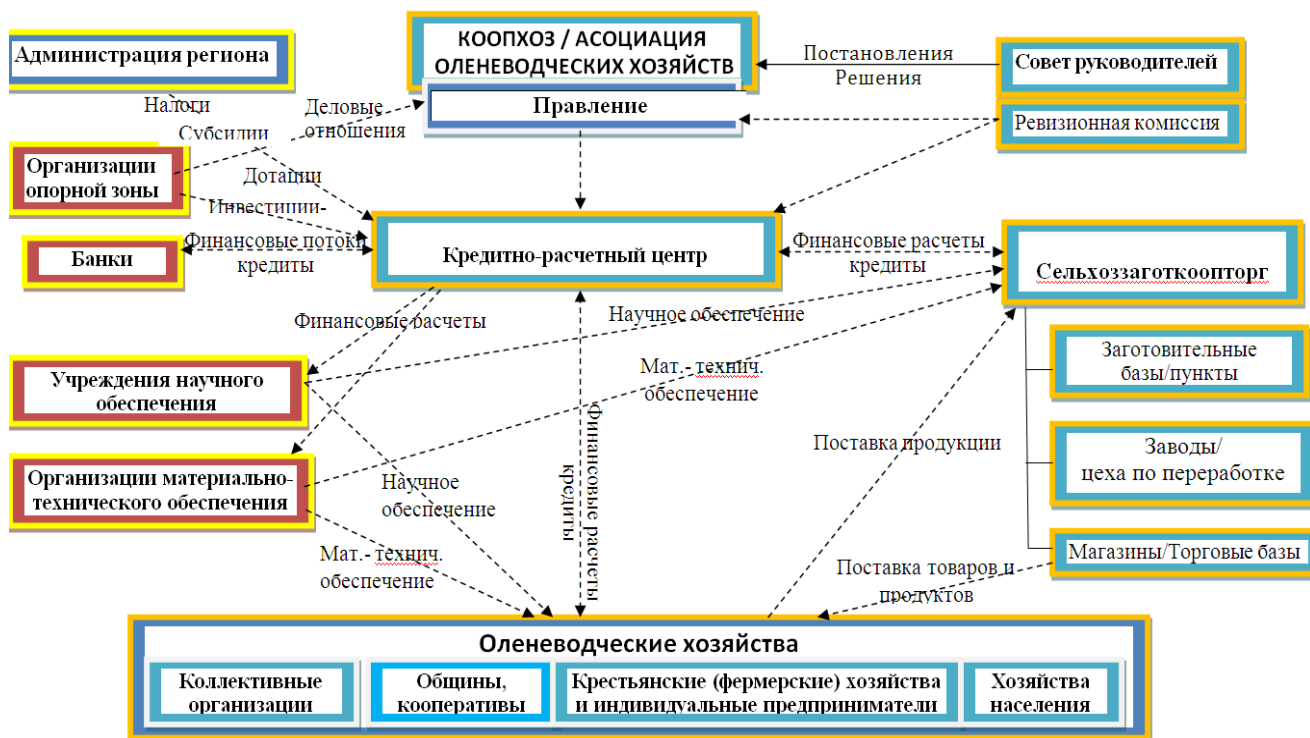 Администрация региона
КООПХОЗ / АСОЦИАЦИЯ
ОЛЕНЕВОДЧЕСКИХ ХОЗЯЙСТВ
Правление
Постановления
Решения
Совет руководителей
Ревизионная комиссия
Налоги
Деловые
отношения
Субсилии
Организации
опорной зоны
Дотации
Инвестиции-
Банки
Финансовые потоки
кредиты
Кредитно-расчетный центр
Финансовые расчеты
кредиты
Сельхоззаготкоопторг
Финансовые расчеты
Научное обеспечение
Учреждения научного
обеспечения
Мат.- технич.
обеспечение
Заготовительные
базы/пункты
Организации материально-
технического обеспечения
Научное
обеспечение
Финансовые расчеты
кредиты
Поставка продукции
Заводы/
цеха по переработке
Мат.- технич.
обеспечение
Поставка товаров и
продуктов
Магазины/Торговые базы
Оленеводческие хозяйства
Коллективные
организации
Общины,
кооперативы
Крестьянские (фермерские) хозяйства
и индивидуальные предприниматели
Хозяйства
населения